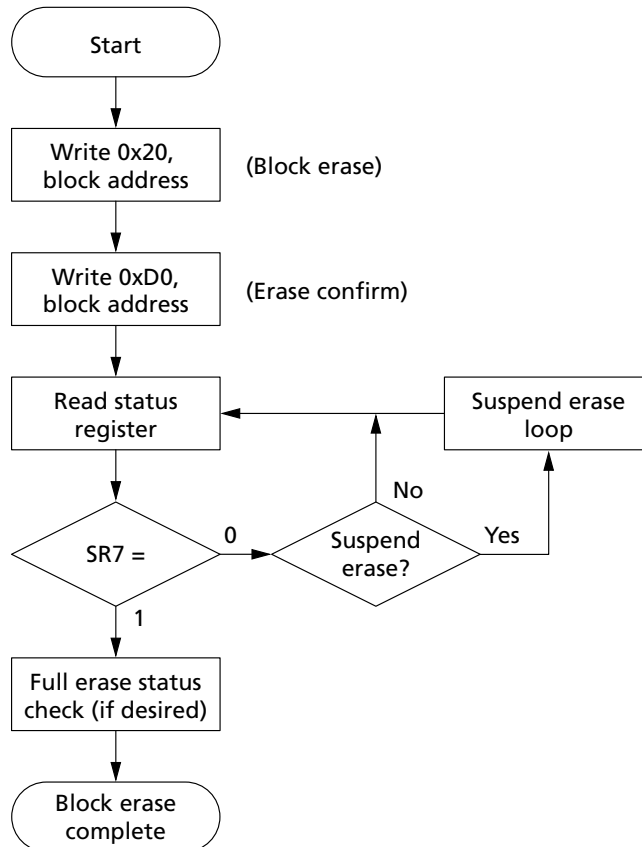 Start
Write 0x20,
block address
(Block erase)
Write 0xD0,
block address
(Erase confirm)
Read status
register
Suspend erase
loop
No
SR7 =
0
Suspend
erase?
Yes
1
Full erase status
check (if desired)
Block erase
complete